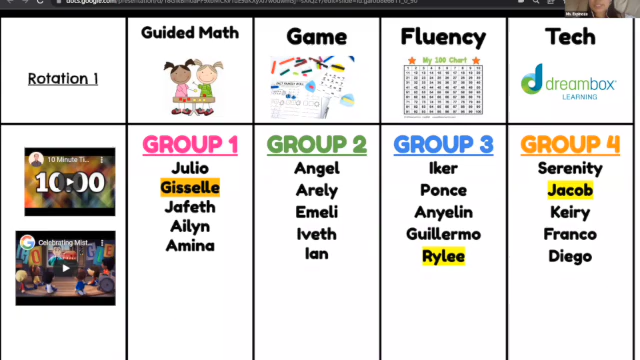 Guided Math
Game
Fluency
Tech
Rotation 1
My 100 Chart
dreambox
LEARNING
10 Minute Ti...
10:00
Celebrating Mist...
GROUP 1
Julio
Gisselle
Jafeth
Ailyn
Amina
GROUP 2
Angel
Arely
Emeli
Iveth
Ian
GROUP 3
Iker
Ponce
Anyelin
Guillermo
Rylee
GROUP 4
Serenity
Jacob
Keiry
Franco
Diego